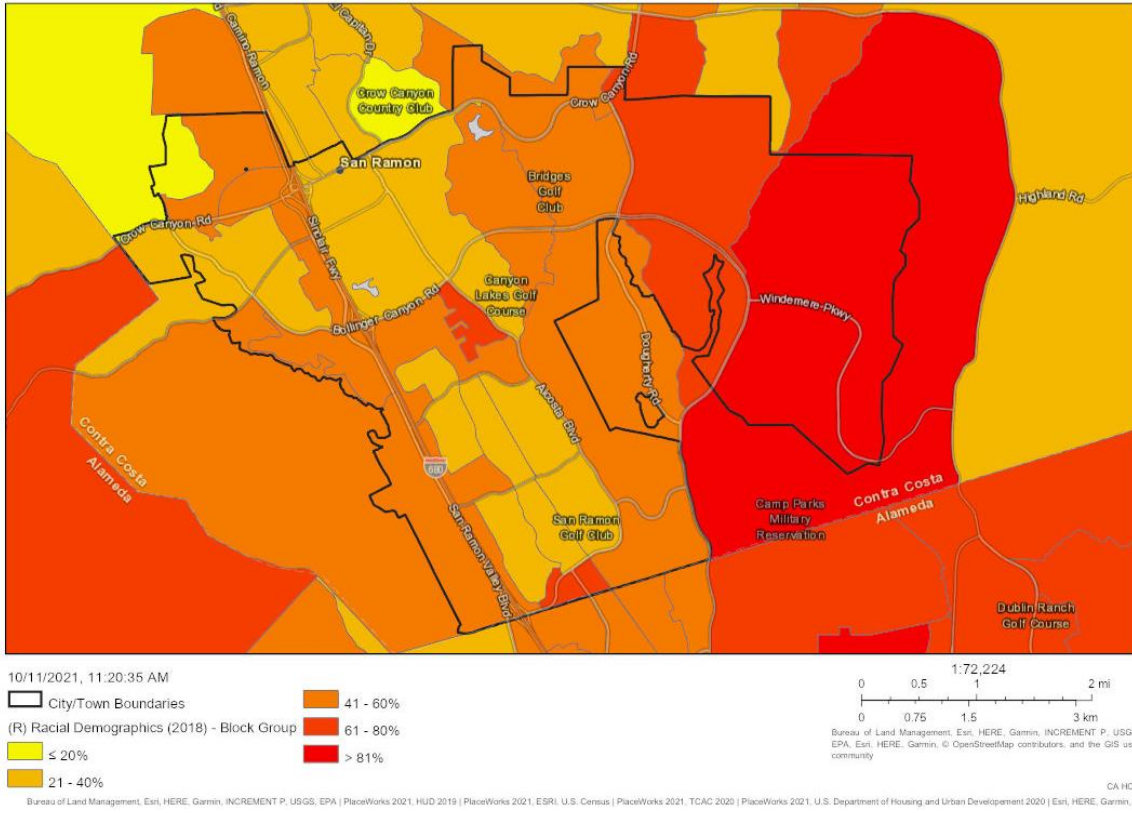 El Capitan Dr
Camino Ramon
Crow Canyon Rd
Crow Canyon
Country Club
San Ramon
Bridges
Golf
Club
Highland Rd
Crow Canyon Rd
Sinclair Fwy
Canyon
Lakes Golf
Course
Bollinger Canyon Rd
Windemere Pkwy
Dougherty Rd
Alcosta Blvd
Contra Costa
Alameda
680
San Ramon Valley Blvd
San Ramon
Golf Club
Camp Parks
Military
Reservation
Contra Costa
Alameda
Dublin Ranch
Golf Course
10/11/2021, 11:20:35 AM
City/Town Boundaries
(R) Racial Demographics (2018) - Block Group
≤ 20%
21 - 40%
41 - 60%
61 - 80%
> 81%
1:72,224
0 0.5 1 2 mi
0 0.75 1.5 3 km
Bureau of Land Management, Esri, HERE, Garmin, INCREMENT P, USG
EPA, Esri, HERE, Garmin, © OpenStreetMap contributors, and the GIS us
community
CA HC
Bureau of Land Management, Esri, HERE, Garmin, INCREMENT P, USGS, EPA | PlaceWorks 2021, HUD 2019 | PlaceWorks 2021, ESRI, U.S. Census | PlaceWorks 2021, TCAC 2020 | PlaceWorks 2021, U.S. Department of Housing and Urban Developement 2020 | Esri, HERE, Garmin,